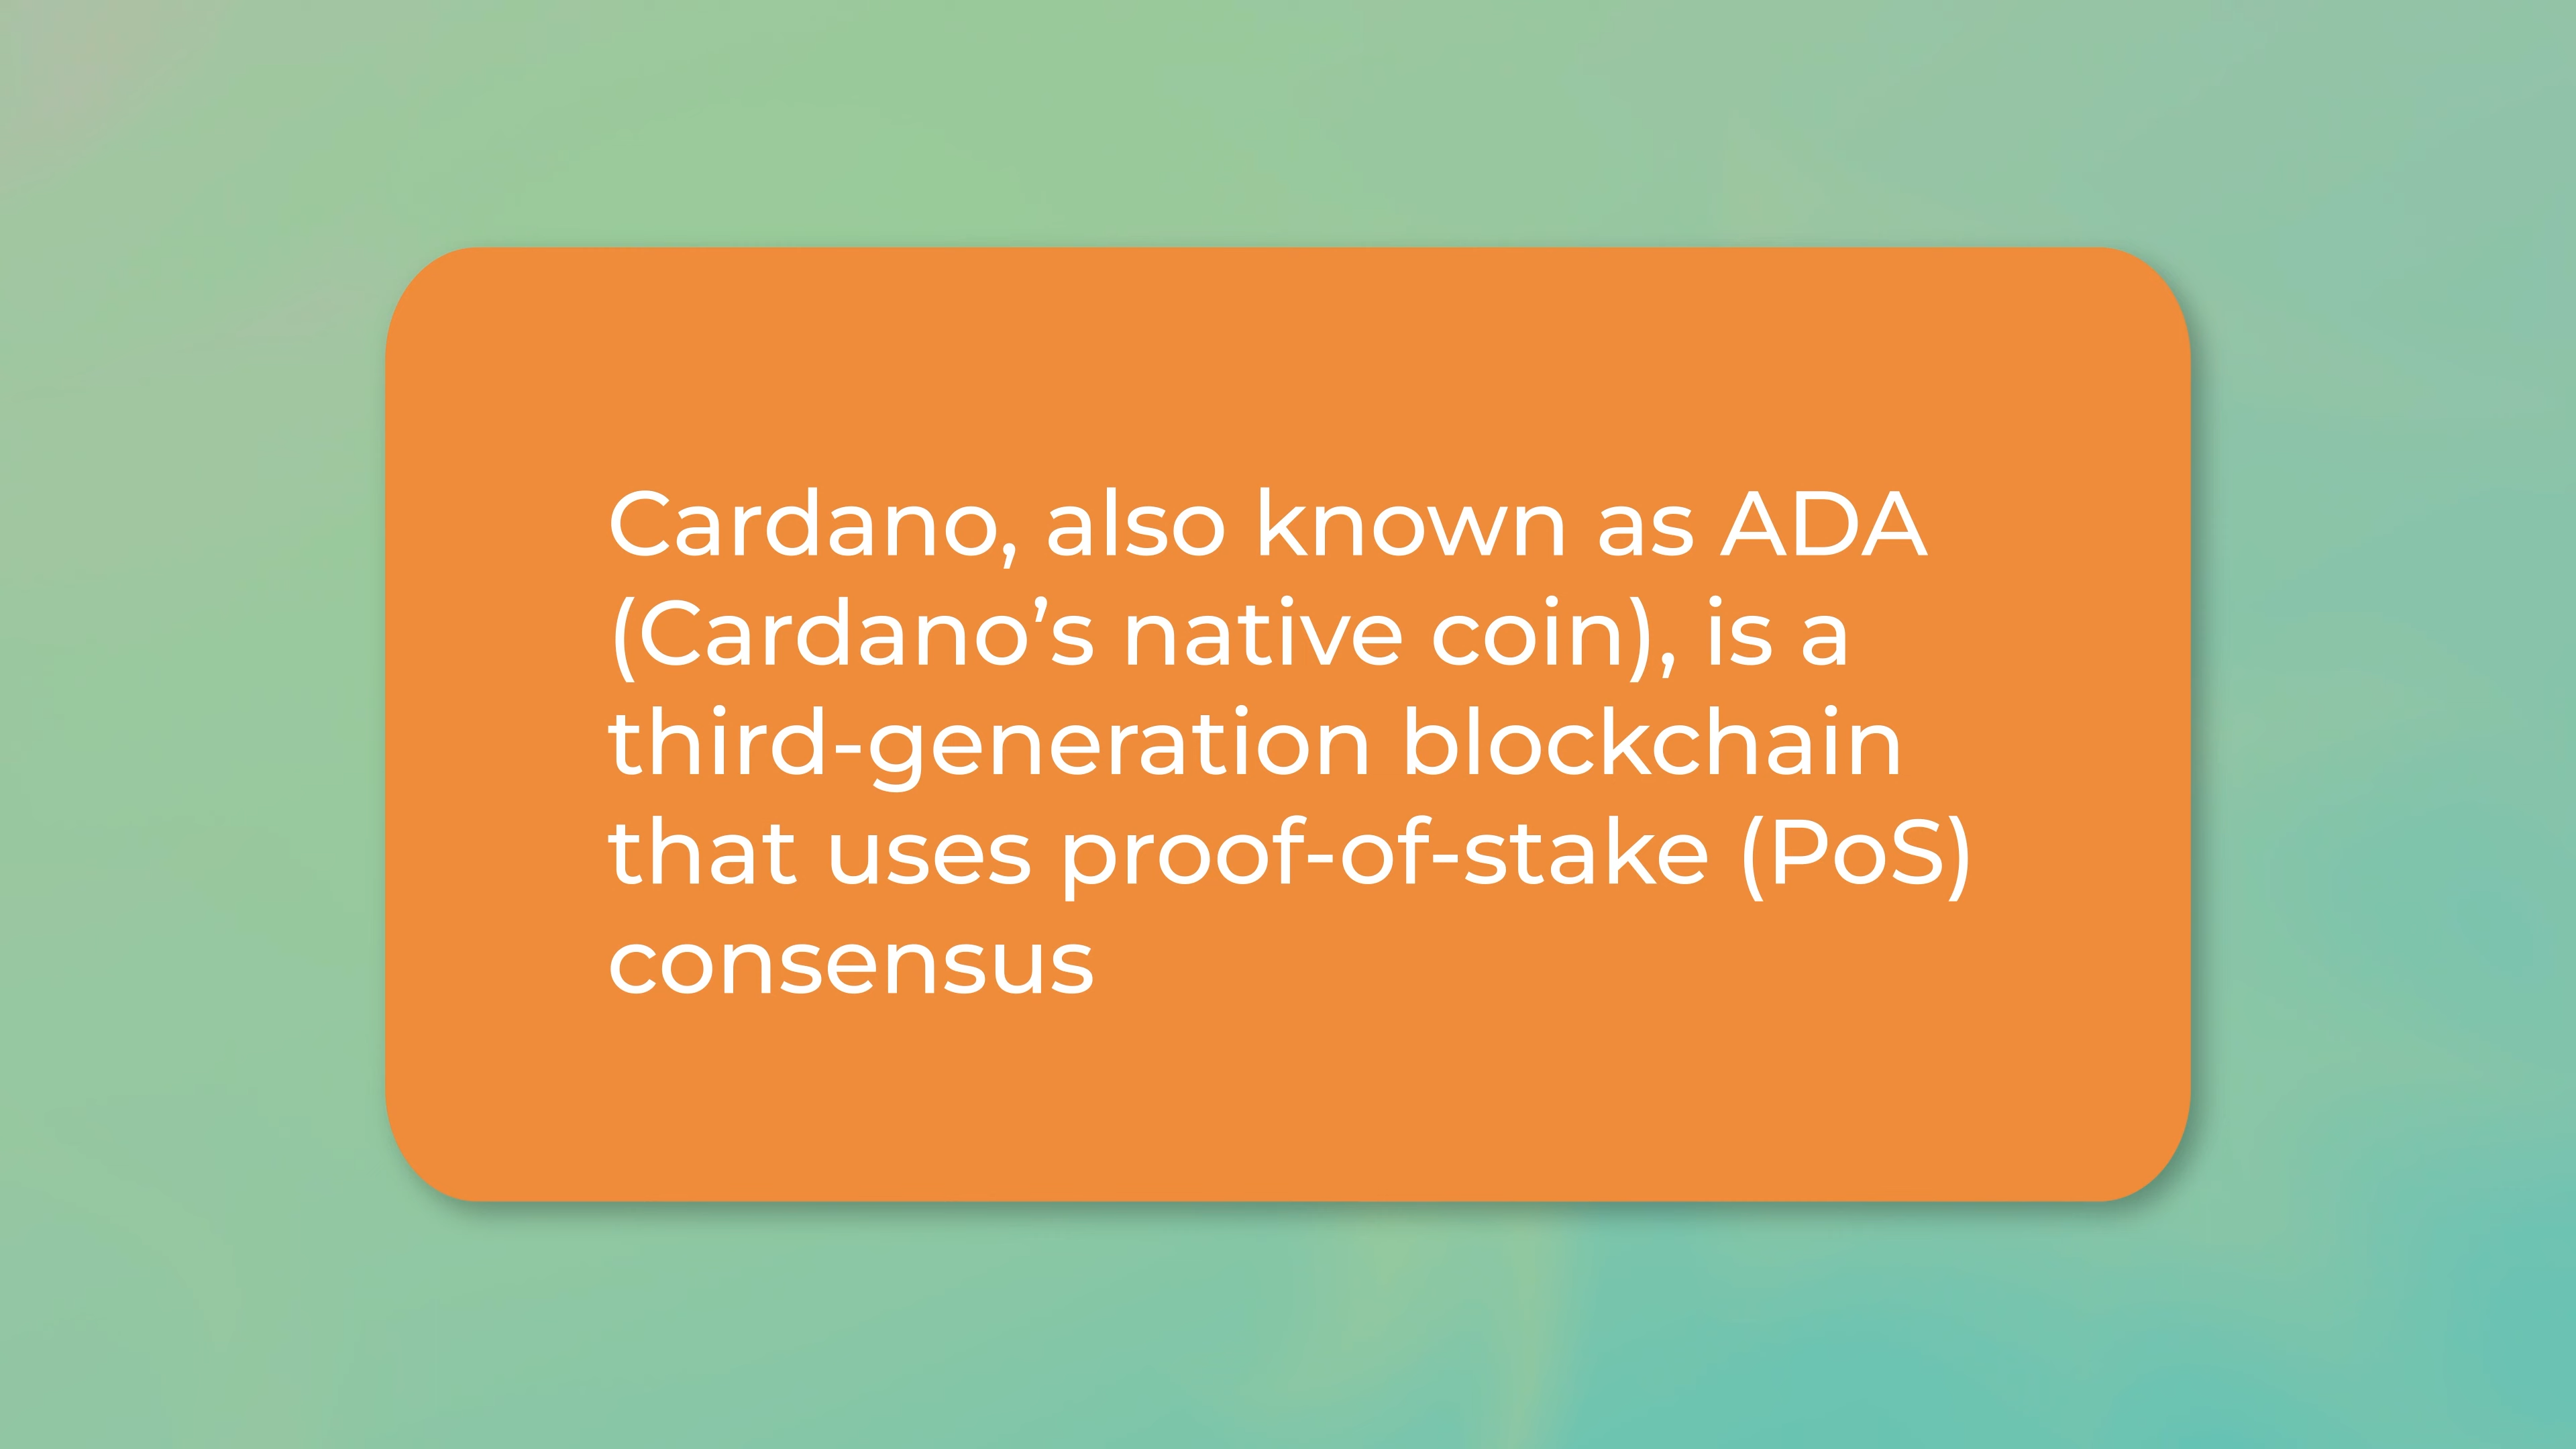 Cardano, also known as ADA
(Cardano’s native coin), is a
third-generation blockchain
that uses proof-of-stake (PoS)
consensus